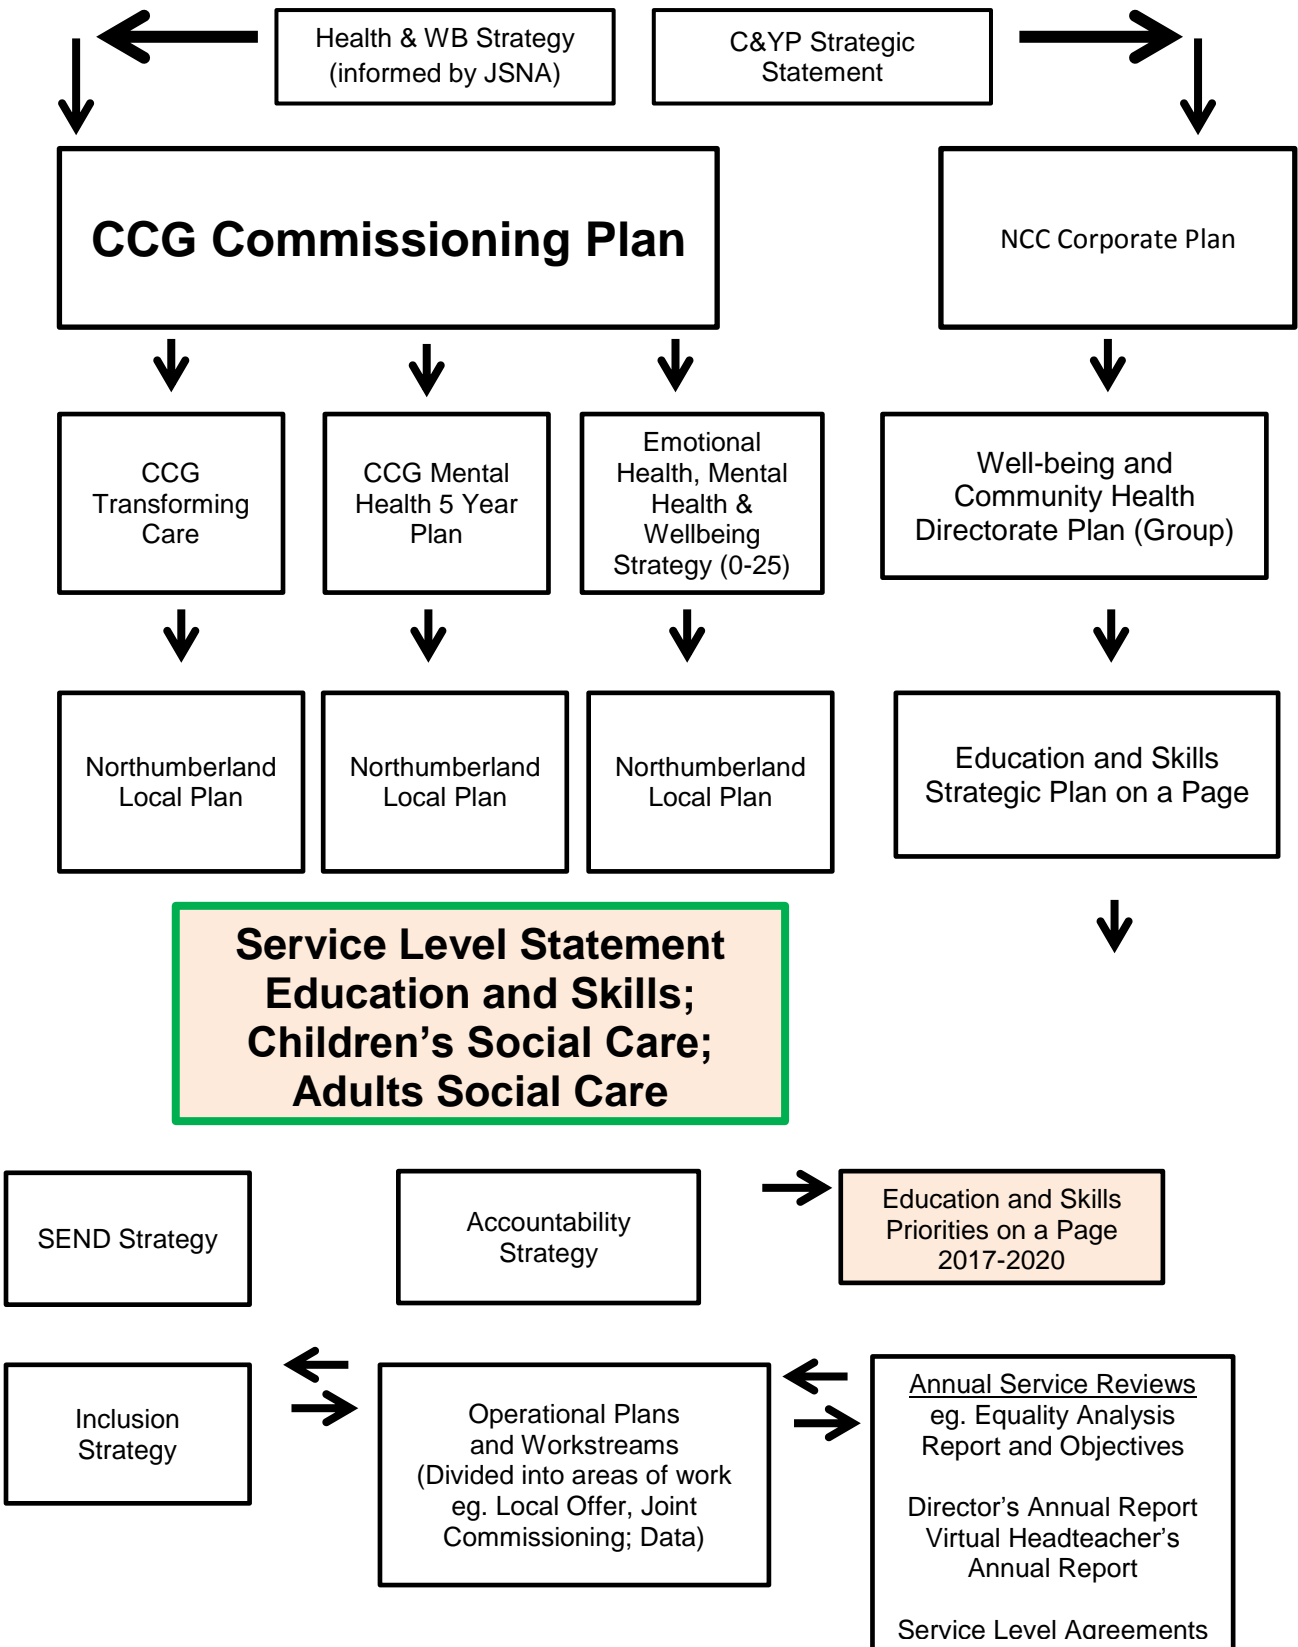 Health & WB Strategy
(informed by JSNA)
C&YP Strategic
Statement
CCG Commissioning Plan
NCC Corporate Plan
CCG
Transforming
Care
CCG Mental
Health 5 Year
Plan
Emotional
Health, Mental
Health &
Wellbeing
Strategy (0-25)
Well-being and
Community Health
Directorate Plan (Group)
Northumberland
Local Plan
Northumberland
Local Plan
Northumberland
Local Plan
Education and Skills
Strategic Plan on a Page
Service Level Statement
Education and Skills;
Children’s Social Care;
Adults Social Care
SEND Strategy
Accountability
Strategy
Education and Skills
Priorities on a Page
2017-2020
Inclusion
Strategy
Operational Plans
and Workstreams
(Divided into areas of work
eg. Local Offer, Joint
Commissioning; Data)
Annual Service Reviews
eg. Equality Analysis
Report and Objectives
Director’s Annual Report
Virtual Headteacher’s
Annual Report
Service Level Agreements